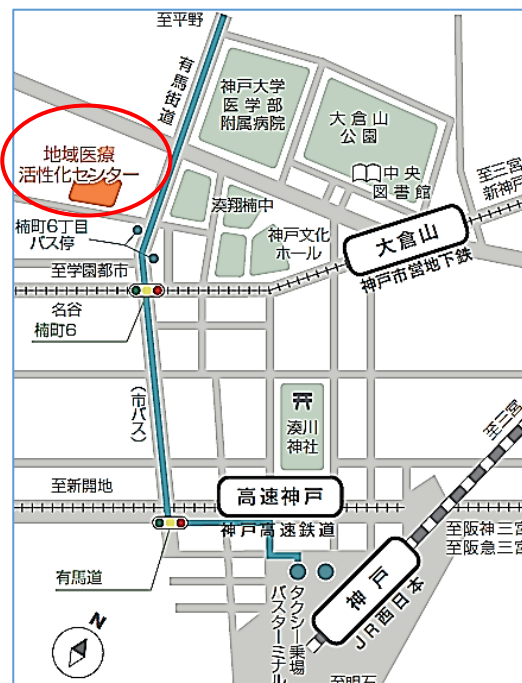 至平野
有馬街道
神戸大学
医学部
附属病院
大倉山
公園
中央
図書館
地域医療
活性化センター
湊翔楠中
神戸文化
ホール
楠町6丁目
バス停
至学園都市
名谷
楠町6
大倉山
神戸市営地下鉄
至三宮
新神戸
(市バス)
湊川
神社
至三宮
至新開地
高速神戸
神戸高速鉄道
至阪神三宮
至阪急三宮
有馬道
神戸
JR西日本
タクシー乗場
バスターミナル
至明石
N